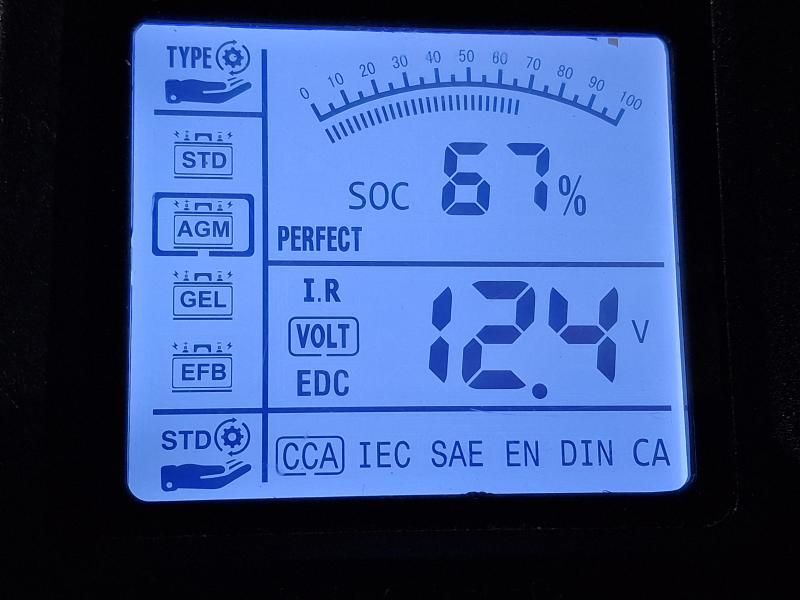 TYPE
0 10 20 30 40 50 60 70 80 90 100
STD
SOC 67%
AGM
PERFECT
GEL
I.R
VOLT
12.4 V
EFB
EDC
STD
CCA IEC SAE EN DIN CA